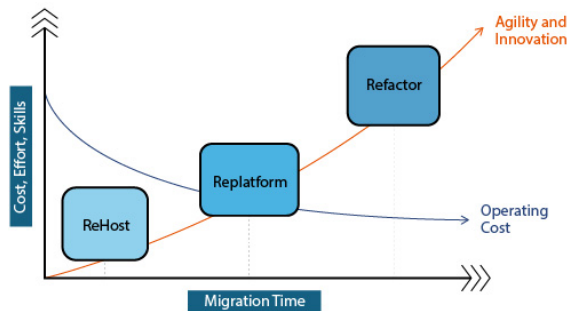 Agility and
Innovation
Refactor
Cost, Effort, Skills
Replatform
ReHost
Operating
Cost
Migration Time